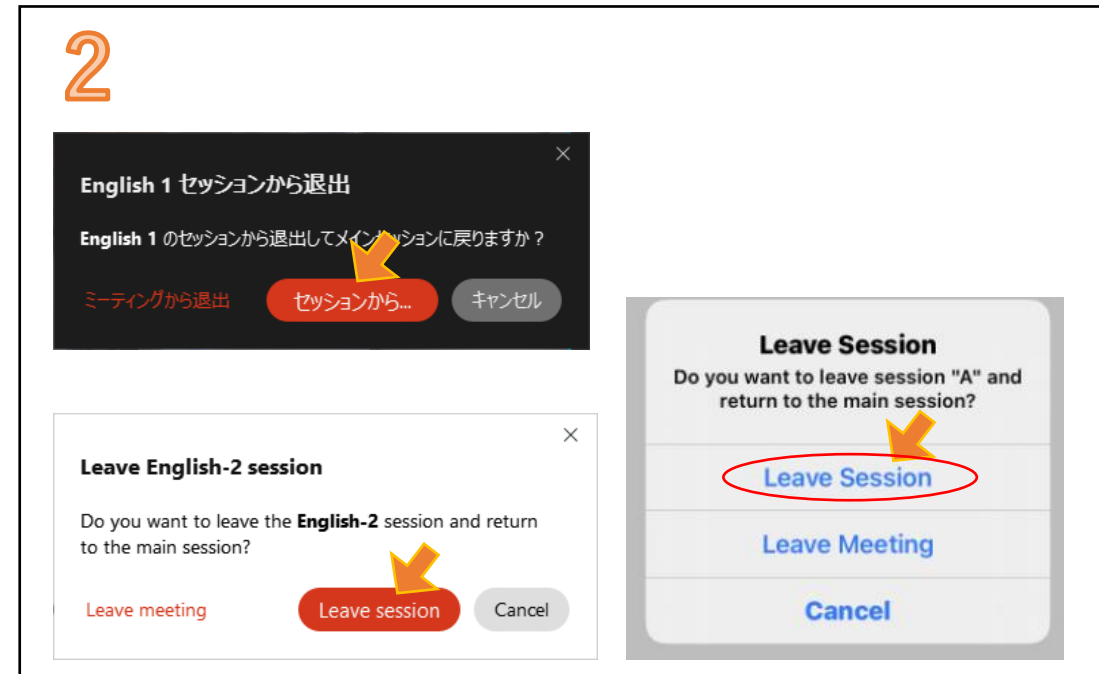 2
English 1 セッションから退出
English 1 のセッションから退出してメインセッションに戻りますか？
ミーティングから退出
セッションから...
キャンセル
Leave English-2 session
Do you want to leave the English-2 session and return
to the main session?
Leave meeting
Leave session
Cancel
Leave Session
Do you want to leave session "A" and
return to the main session?
Leave Session
Leave Meeting
Cancel